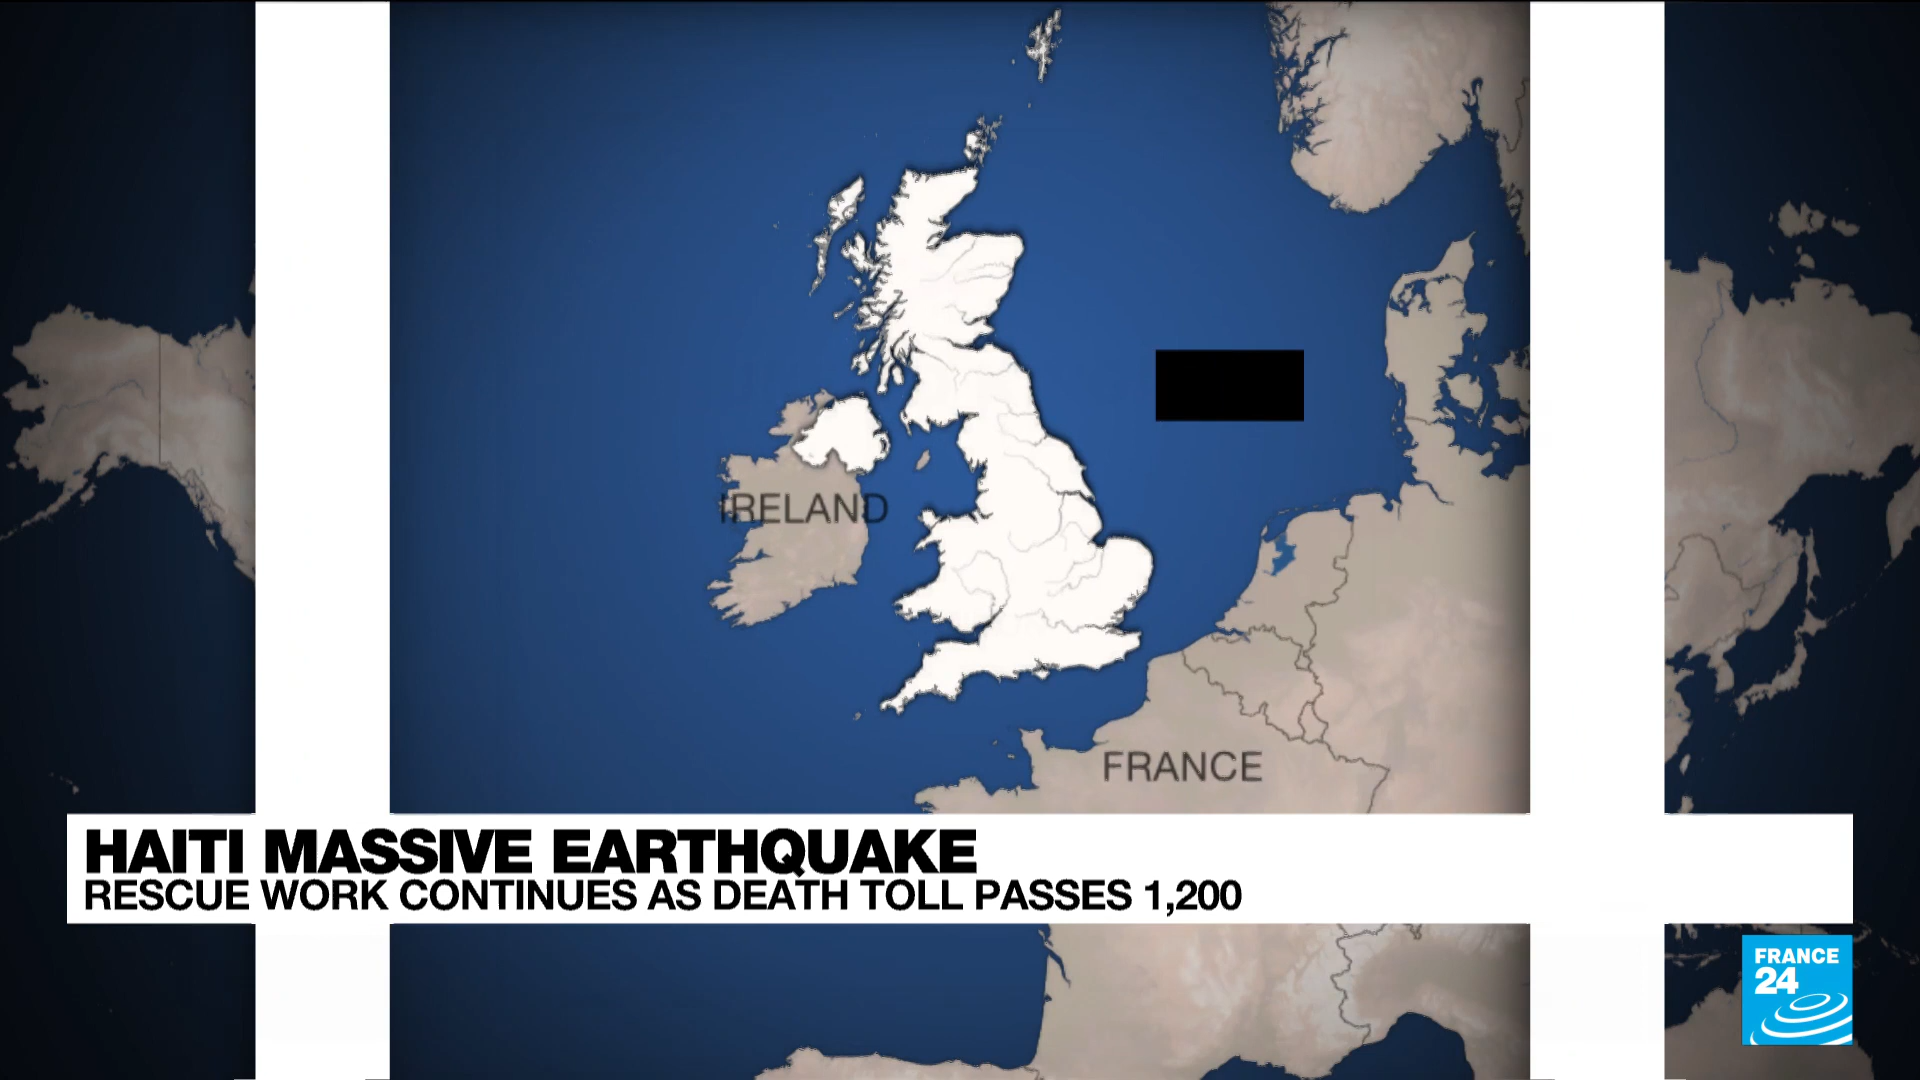 IRELAND
FRANCE
HAITI MASSIVE EARTHQUAKE
RESCUE WORK CONTINUES AS DEATH TOLL PASSES 1,200
FRANCE
24